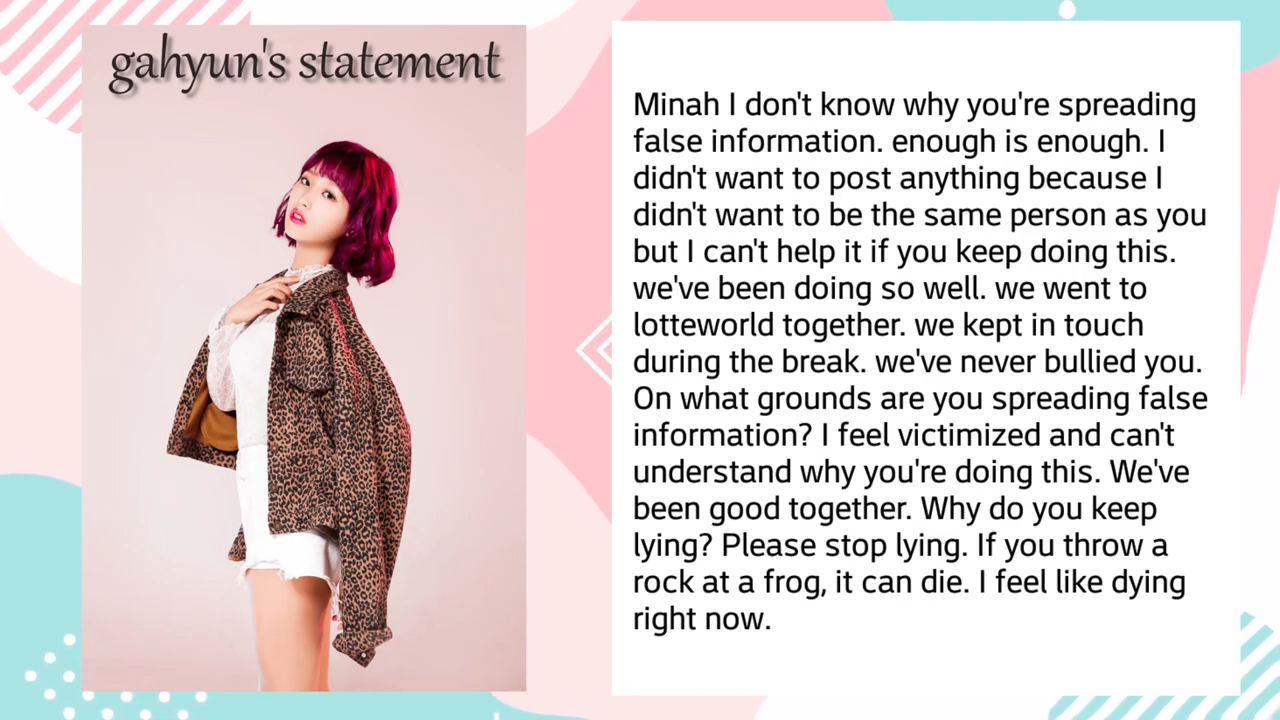 gahyun's statement
Minah I don't know why you're spreading
false information. enough is enough. I
didn't want to post anything because I
didn't want to be the same person as you
but I can't help it if you keep doing this.
we've been doing so well. we went to
lotteworld together. we kept in touch
during the break. we've never bullied you.
On what grounds are you spreading false
information? I feel victimized and can't
understand why you're doing this. We've
been good together. Why do you keep
lying? Please stop lying. If you throw a
rock at a frog, it can die. I feel like dying
right now.